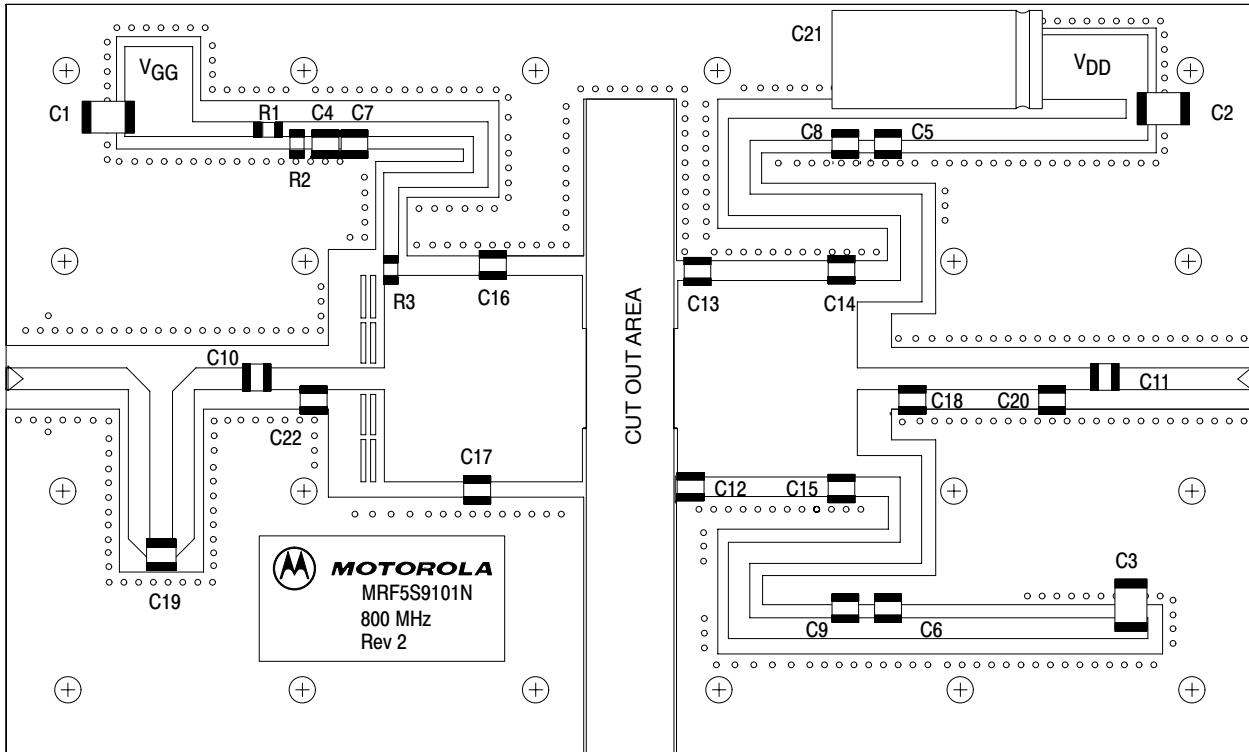 C21
VGG
VDD
C1
R1
C4
C7
C2
C8
C5
R2
R3
C16
C13
C14
CUT OUT AREA
C10
C11
C22
C18
C20
C17
C12
C15
C19
MOTOROLA
MRF5S9101N
800 MHz
Rev 2
C3
C9
C6